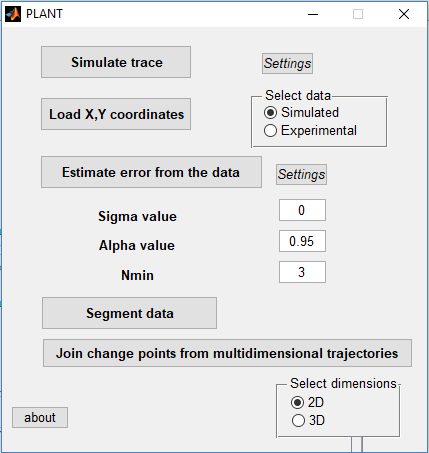 PLANT
Simulate trace
Settings
Load X,Y coordinates
Select data
Simulated
Experimental
Estimate error from the data
Settings
Sigma value
0
Alpha value
0.95
Nmin
3
Segment data
Join change points from multidimensional trajectories
Select dimensions
2D
3D
about